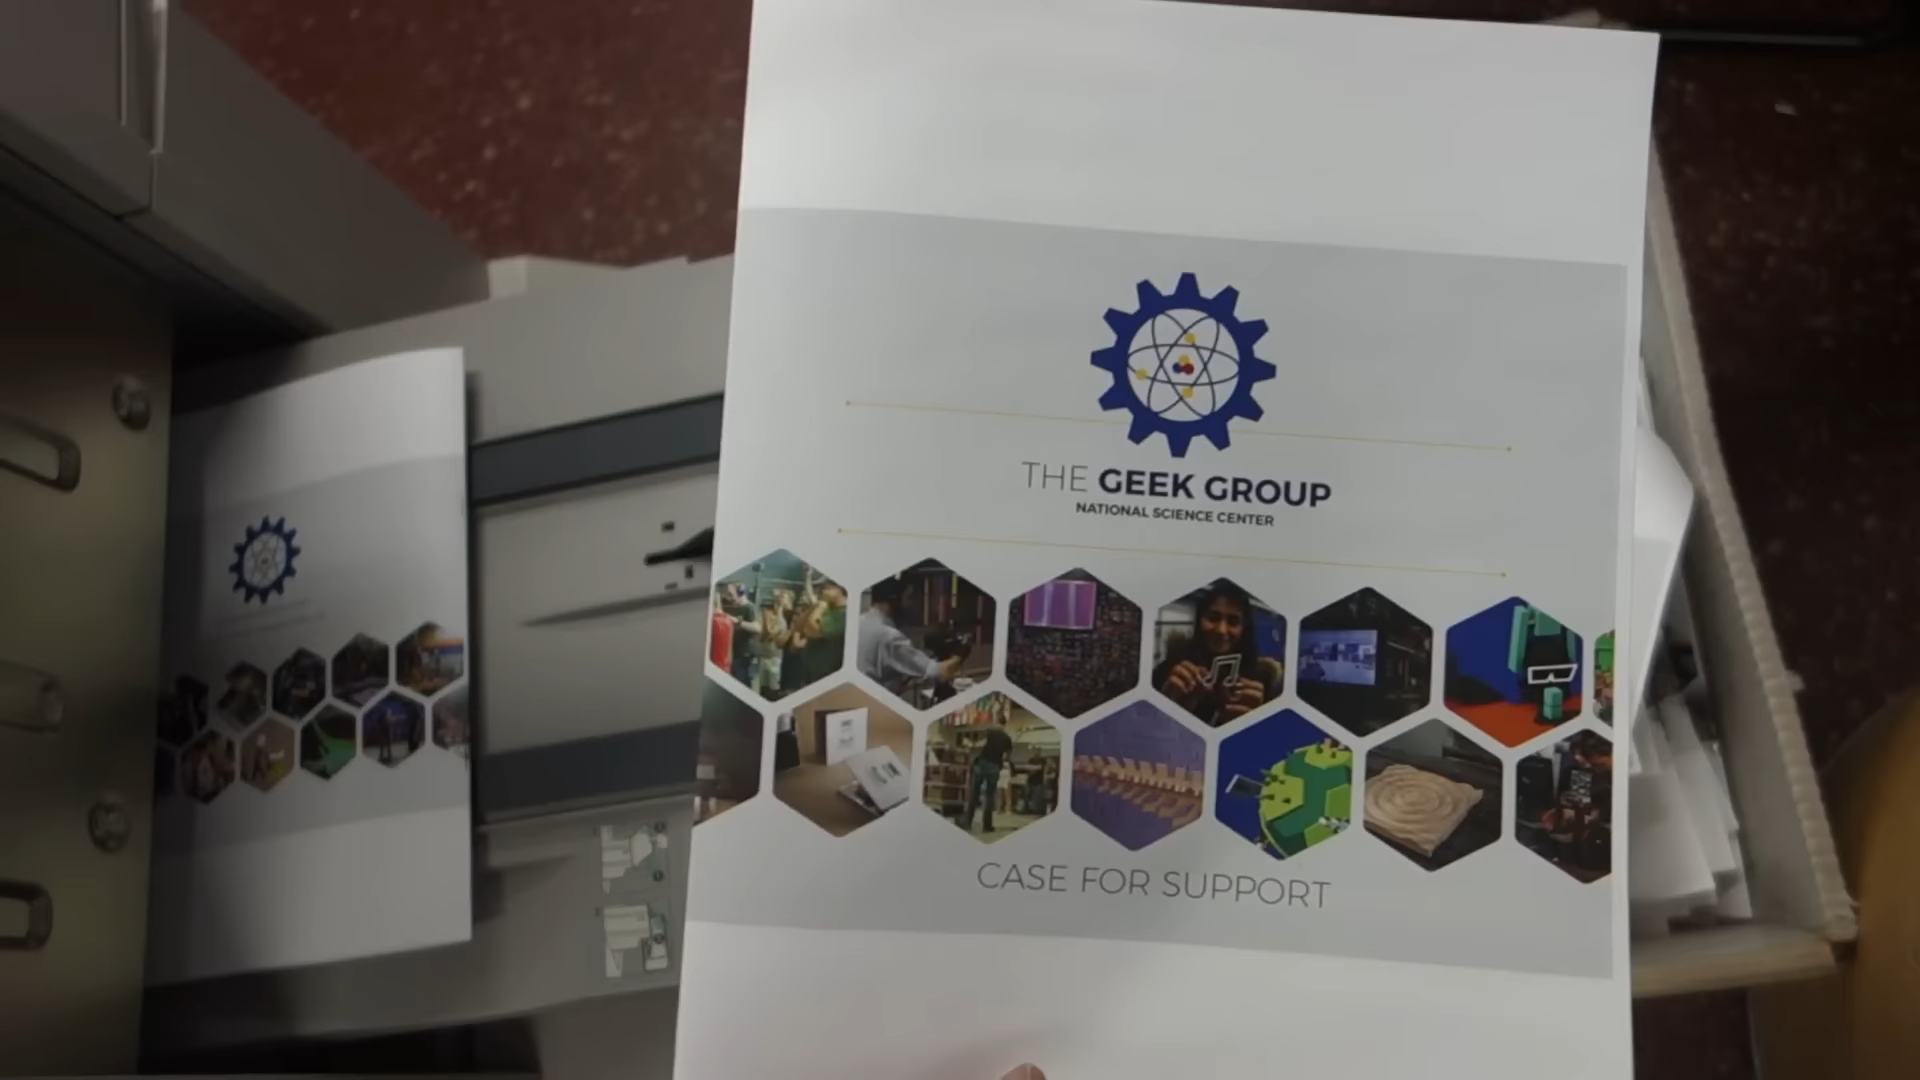 THE GEEK GROUP
NATIONAL SCIENCE CENTER
CASE FOR SUPPORT